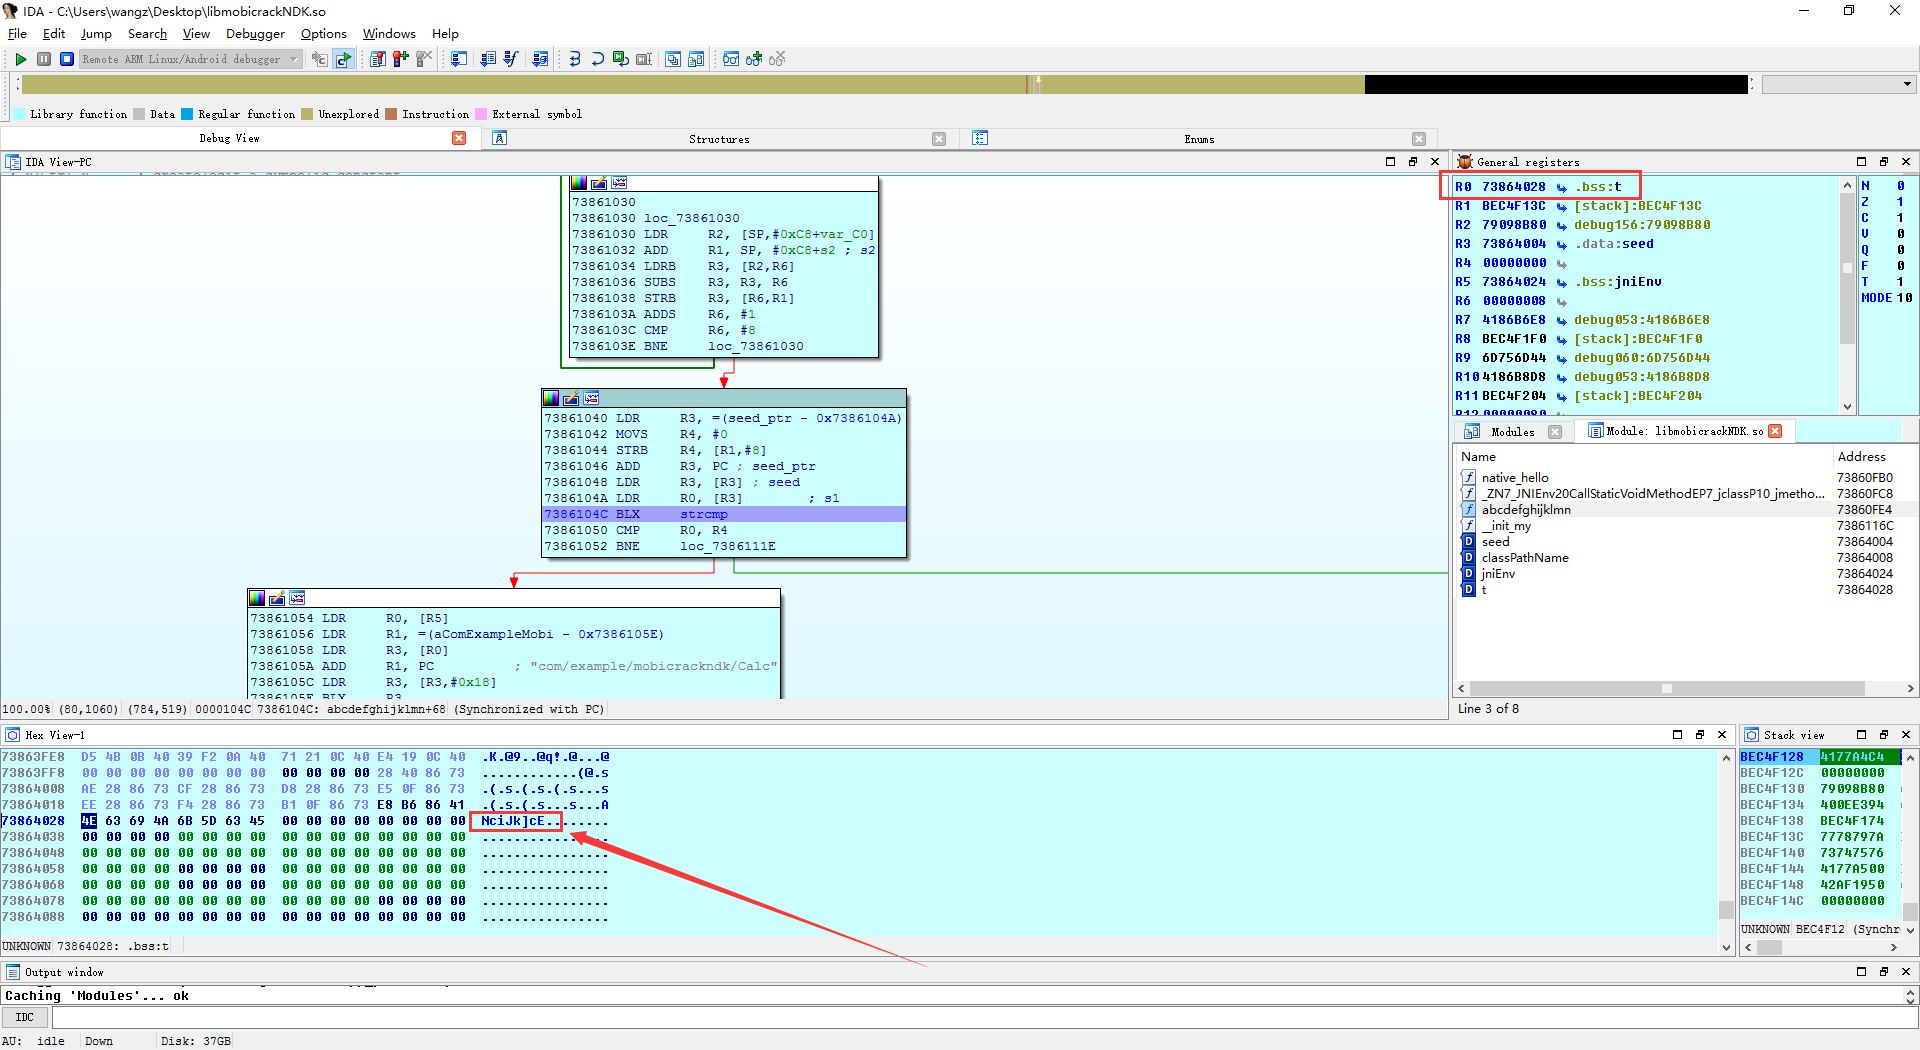 IDA - C:\Users\wangz\Desktop\libmobicrackNDK.so
File Edit Jump Search View Debugger Options Windows Help
Remote ARM Linux/Android debugger
Library function Data Regular function Unexplored Instruction External symbol
Debug View Structures Enums
IDA View-PC
73861030
73861030 loc_73861030
73861030 LDR R2, [SP,#0xC8+var_C0]
73861032 ADD R1, SP, #0xC8+s2 ; s2
73861034 LDRB R3, [R2,R6]
73861036 SUBS R3, R3, R6
73861038 STRB R3, [R6,R1]
7386103A ADDS R6, #1
7386103C CMP R6, #8
7386103E BNE loc_73861030
73861040 LDR R3, =(seed_ptr - 0x7386104A)
73861042 MOVS R4, #0
73861044 STRB R4, [R1,#8]
73861046 ADD R3, PC ; seed_ptr
73861048 LDR R3, [R3] ; seed
7386104A LDR R0, [R3] ; s1
7386104C BLX strcmp
73861050 CMP R0, R4
73861052 BNE loc_7386111E
73861054 LDR R0, [R5]
73861056 LDR R1, =(aComExampleMobi - 0x7386105E)
73861058 LDR R3, [R0]
7386105A ADD R1, PC ; "com/example/mobicrackndk/Calc"
7386105C LDR R3, [R3,#0x18]
7386105E BLX R3
100.00% (80,1060) (784,519) 0000104C 7386104C: abcdefghijklmn+68 (Synchronized with PC)
General registers
R0 73864028 .bss:t
R1 BEC4F13C [stack]:BEC4F13C
R2 79098B80 debug156:79098B80
R3 73864004 .data:seed
R4 00000000
R5 73864024 .bss:jniEnv
R6 00000008
R7 4186B6E8 debug053:4186B6E8
R8 BEC4F1F0 [stack]:BEC4F1F0
R9 6D756D44 debug060:6D756D44
R10 4186B8D8 debug053:4186B8D8
R11 BEC4F204 [stack]:BEC4F204
R12 00000080
N 0
Z 1
C 1
V 0
Q 0
F 0
T 1
MODE 10
Modules Module: libmobicrackNDK.so
Name Address
native_hello 73860FB0
_ZN7_JNIEnv20CallStaticVoidMethodEP7_jclassP10_jmetho... 73860FC8
abcdefghijklmn 73860FE4
__init_my 7386116C
seed 73864004
classPathName 73864008
jniEnv 73864024
t 73864028
Line 3 of 8
Hex View-1
73863FE8 D5 4B 0B 40 39 F2 0A 40 71 21 0C 40 E4 19 0C 40 .K.@9..@q!.@...@
73863FF8 00 00 00 00 00 00 00 00 00 00 00 00 28 40 86 73 ............(@.s
73864008 AE 28 86 73 CF 28 86 73 D8 28 86 73 E5 0F 86 73 .(.s.(.s.(.s...s
73864018 EE 28 86 73 F4 28 86 73 B1 0F 86 73 E8 B6 86 41 .(.s.(.s...s...A
73864028 4E 63 69 4A 6B 5D 63 45 00 00 00 00 00 00 00 00 NciJk]cE........
73864038 00 00 00 00 00 00 00 00 00 00 00 00 00 00 00 00 ................
73864048 00 00 00 00 00 00 00 00 00 00 00 00 00 00 00 00 ................
73864058 00 00 00 00 00 00 00 00 00 00 00 00 00 00 00 00 ................
73864068 00 00 00 00 00 00 00 00 00 00 00 00 00 00 00 00 ................
73864078 00 00 00 00 00 00 00 00 00 00 00 00 00 00 00 00 ................
73864088 00 00 00 00 00 00 00 00 00 00 00 00 00 00 00 00 ................
UNKNOWN 73864028: .bss:t
Stack view
BEC4F128 4177A4C4
BEC4F12C 00000000
BEC4F130 79098B80
BEC4F134 400EE394
BEC4F138 BEC4F174
BEC4F13C 7778797A
BEC4F140 73747576
BEC4F144 4177A500
BEC4F148 42AF1950
BEC4F14C 00000000
UNKNOWN BEC4F12 (Synchr
Output window
Caching 'Modules'... ok
IDC
AU: idle Down Disk: 37GB